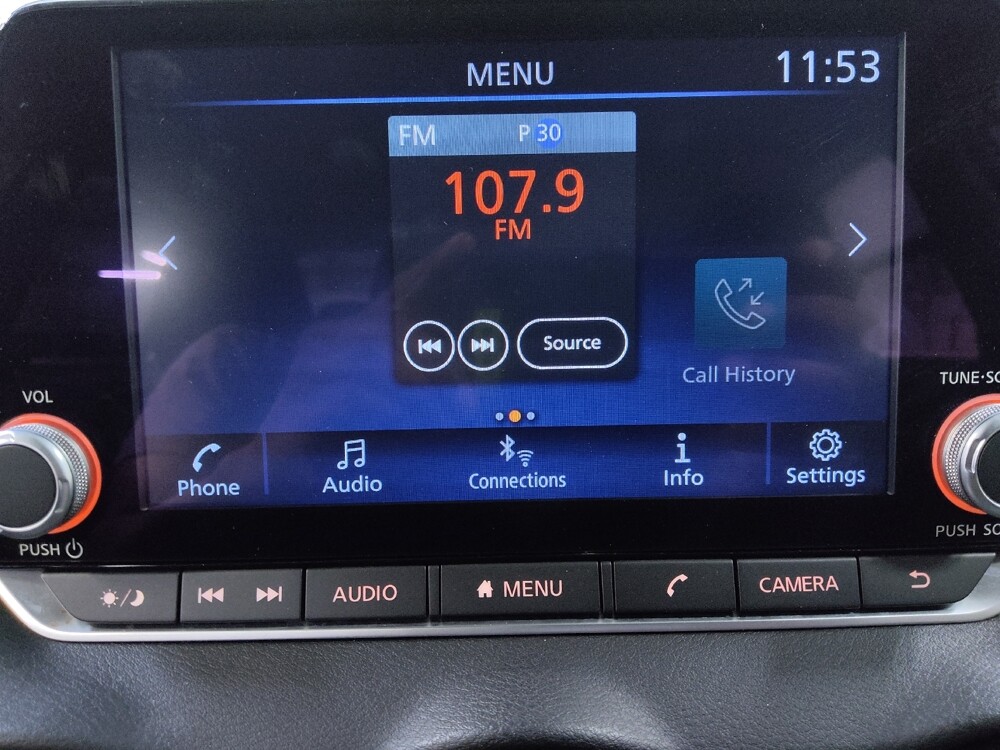 MENU
11:53
FM
P 30
107.9
FM
Source
Call History
Phone
Audio
Connections
Info
Settings
VOL
PUSH
TUNE·SC
PUSH SO
AUDIO
MENU
CAMERA